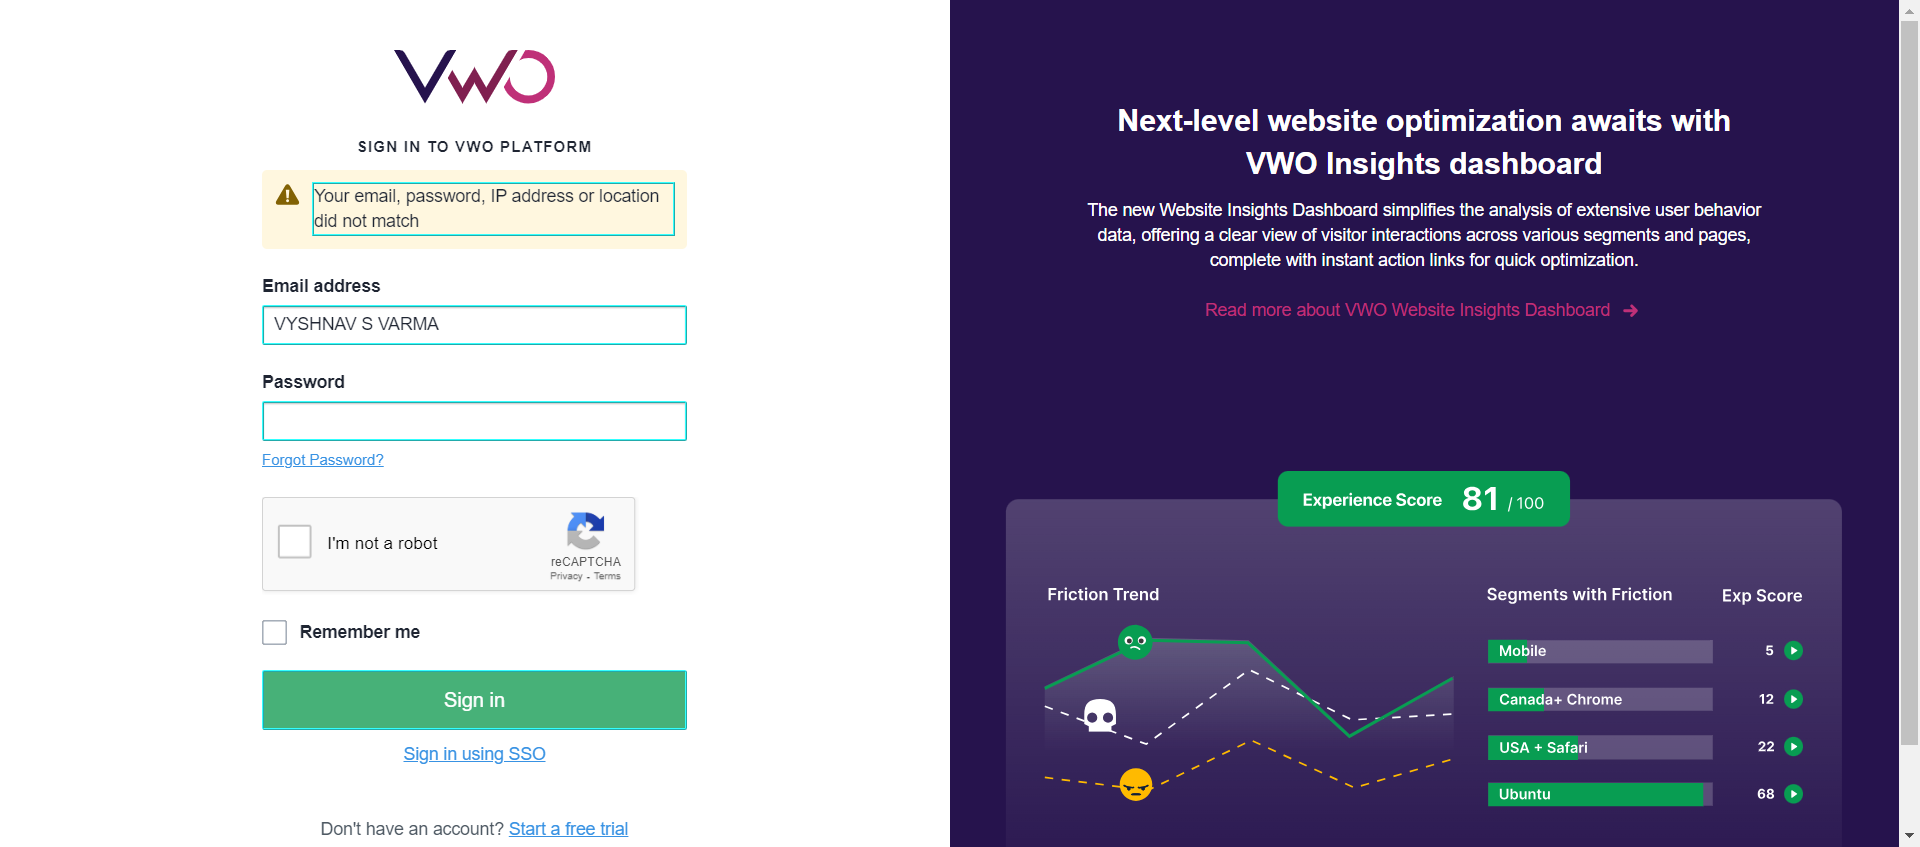 VWO
SIGN IN TO VWO PLATFORM
Your email, password, IP address or location
did not match
Email address
VYSHNAV S VARMA
Password
Forgot Password?
I'm not a robot
reCAPTCHA
Privacy - Terms
Remember me
Sign in
Sign in using SSO
Don't have an account? Start a free trial
Next-level website optimization awaits with
VWO Insights dashboard
The new Website Insights Dashboard simplifies the analysis of extensive user behavior
data, offering a clear view of visitor interactions across various segments and pages,
complete with instant action links for quick optimization.
Read more about VWO Website Insights Dashboard
Experience Score 81 / 100
Friction Trend
Segments with Friction Exp Score
Mobile 5
Canada+ Chrome 12
USA + Safari 22
Ubuntu 68